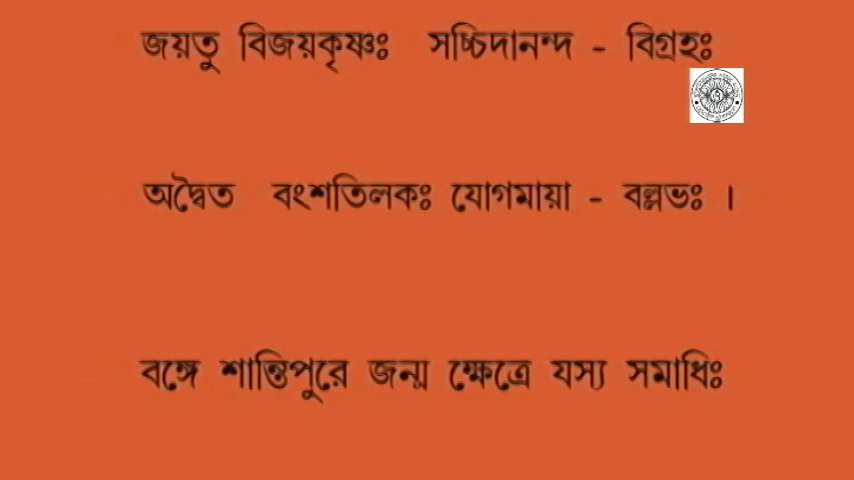 জয়তু বিজয়কৃষ্ণঃ সচ্চিদানন্দ - বিগ্রহঃ
অদ্বৈত বংশতিলকঃ যোগমায়া - বল্লভঃ ।
বঙ্গে শান্তিপুরে জন্ম ক্ষেত্রে যস্য সমাধিঃ